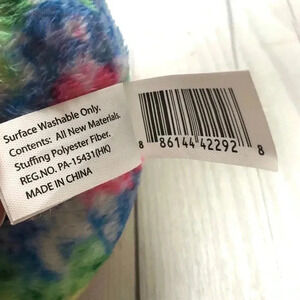 Surface Washable Only.
Contents: All New Materials.
Stuffing Polyester Fiber.
REG.NO. PA-15431(HK)
MADE IN CHINA
8 86144 42292 8